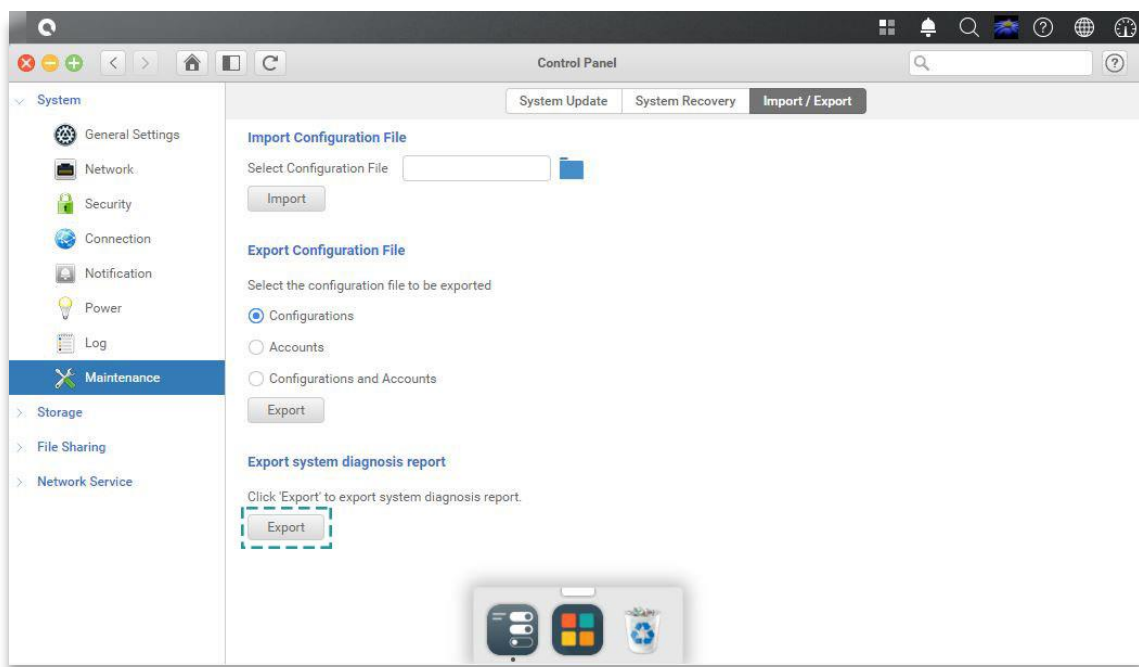 Control Panel
System
General Settings
Network
Security
Connection
Notification
Power
Log
Maintenance
Storage
File Sharing
Network Service
System Update
System Recovery
Import / Export
Import Configuration File
Select Configuration File
Import
Export Configuration File
Select the configuration file to be exported
Configurations
Accounts
Configurations and Accounts
Export
Export system diagnosis report
Click 'Export' to export system diagnosis report.
Export